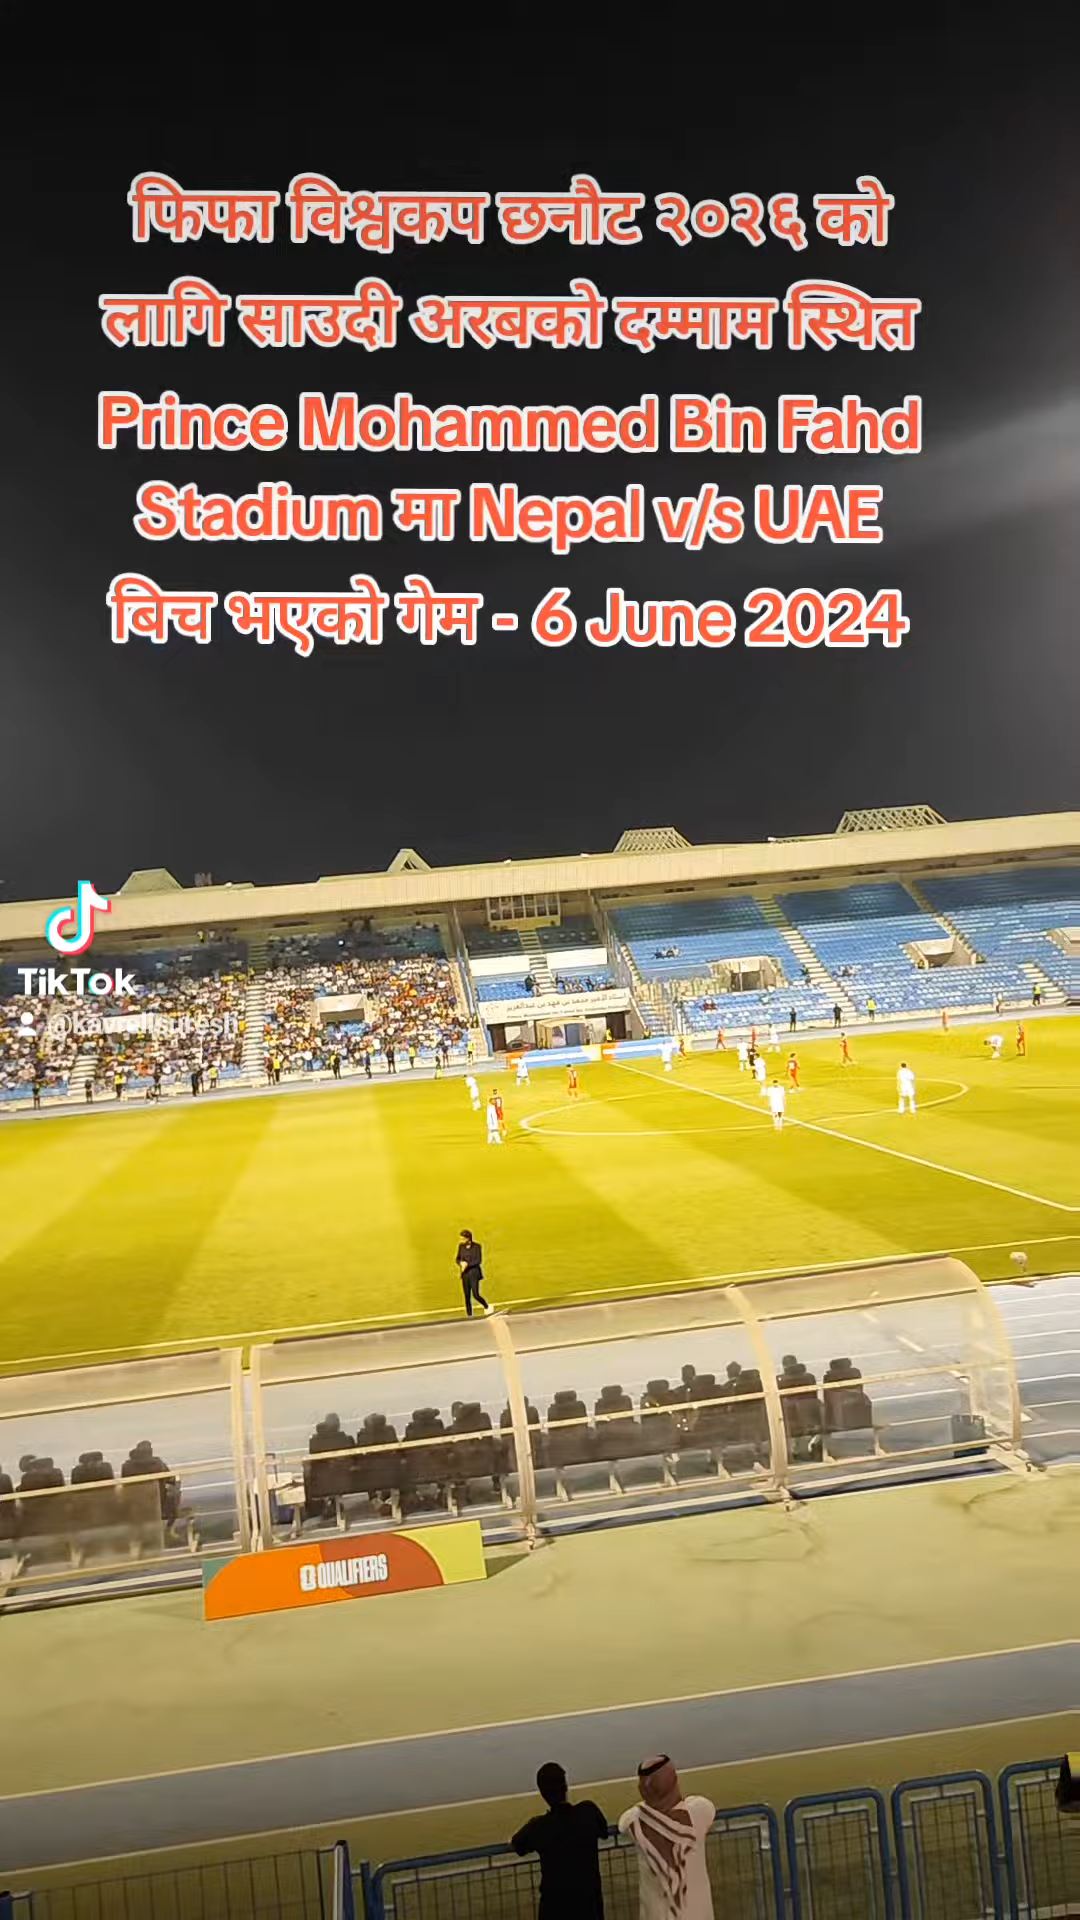 फिफा विश्वकप छनौट २०२६ को
लागि साउदी अरबको दम्माम स्थित
Prince Mohammed Bin Fahd
Stadium मा Nepal v/s UAE
बिच भएको गेम - 6 June 2024
TikTok
@kavrelisuresh
QUALIFIERS